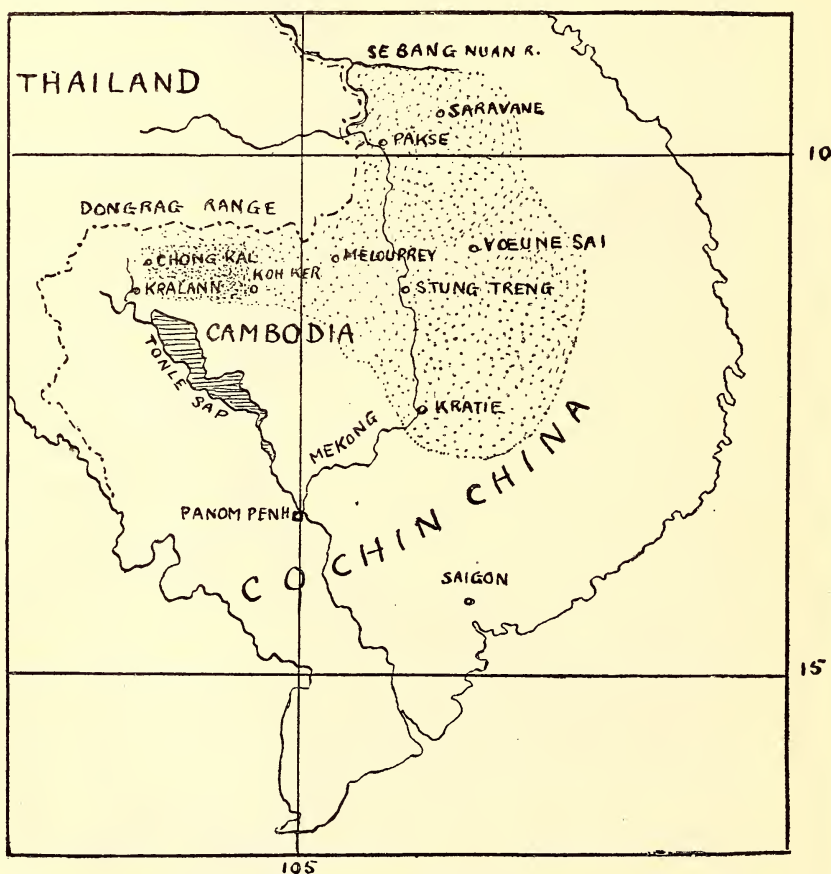 SE BANG NUAN R.
THAILAND
SARAVANE
PAKSE
10
DONGRAG RANGE
VŒUNE SAI
CHONG KAL
MELOUPREY
KOH KER
KRALANN
STUNG TRENG
CAMBODIA
TONLE SAP
KRATIE
MEKONG
PANOM PENH
COCHIN CHINA
SAIGON
15
105